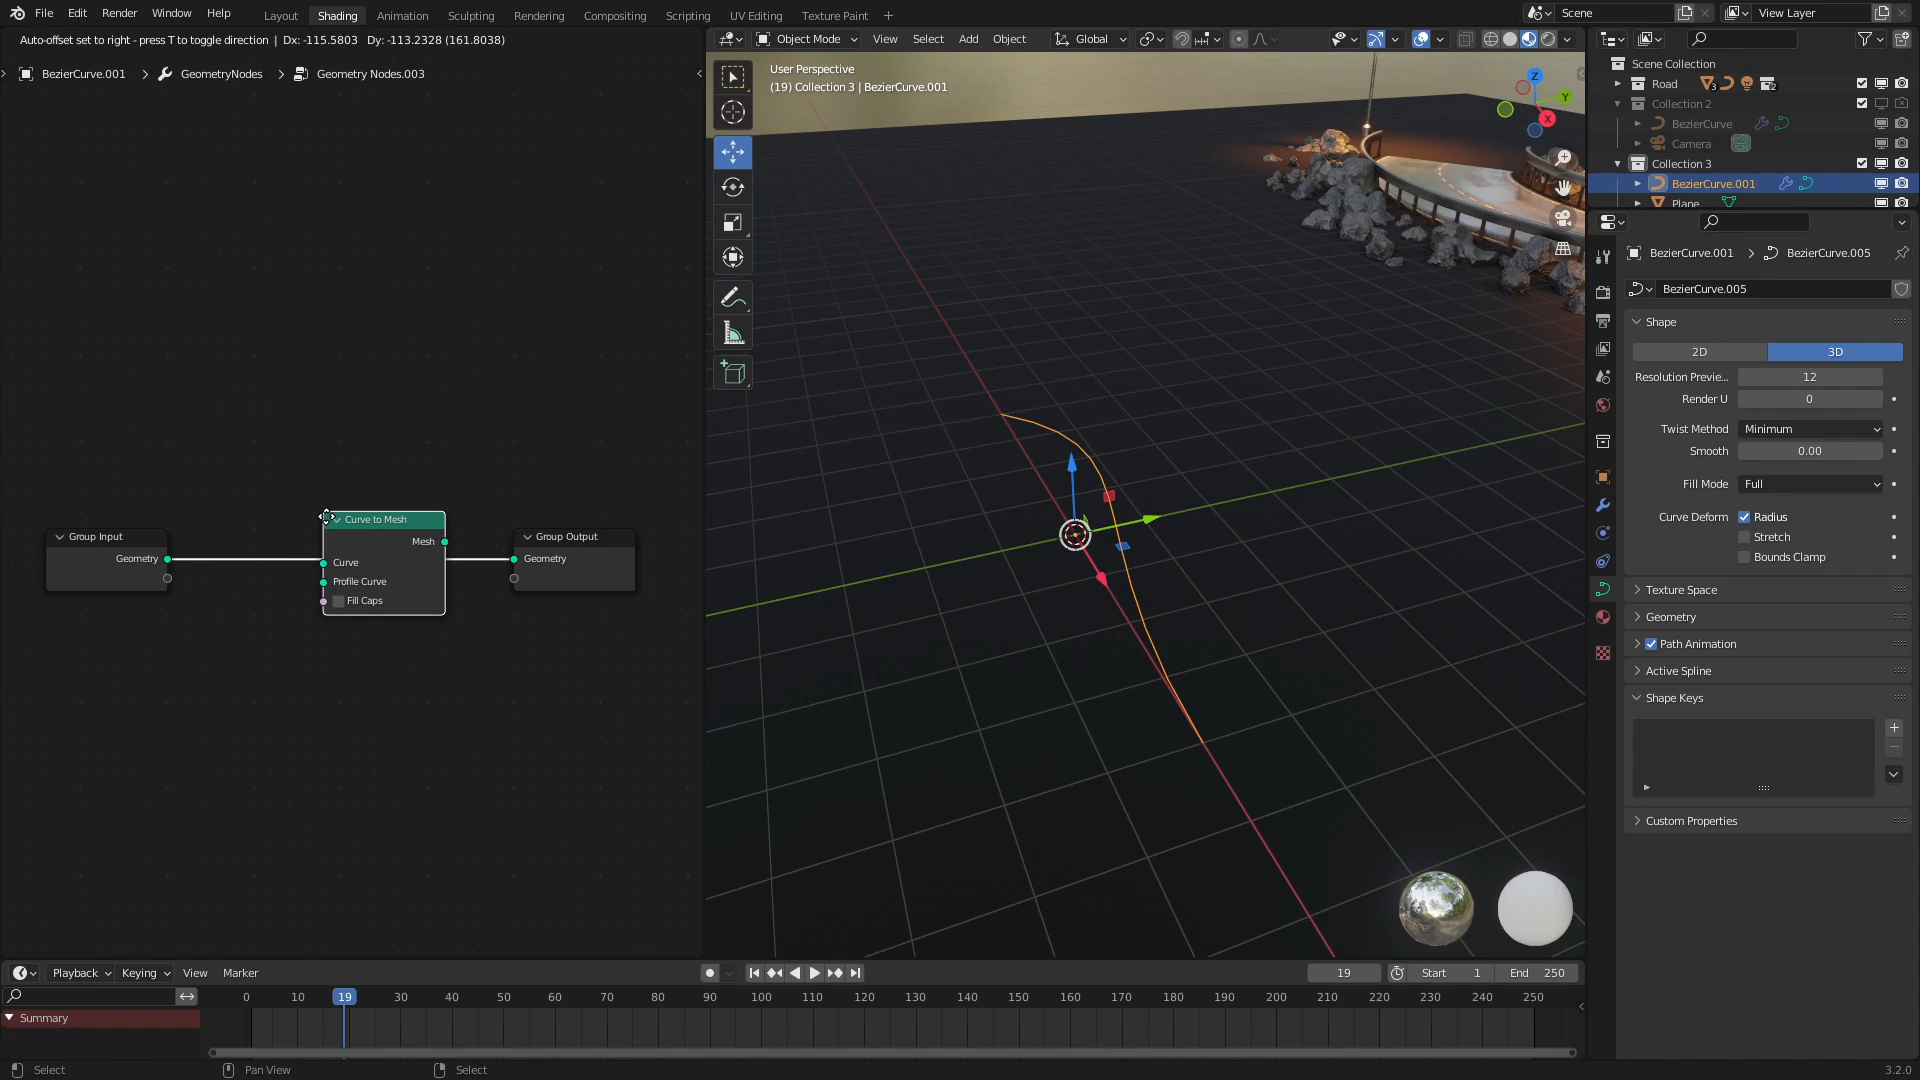 File Edit Render Window Help Layout Shading Animation Sculpting Rendering Compositing Scripting UV Editing Texture Paint + Scene View Layer
Auto-offset set to right - press T to toggle direction | Dx: -115.5803 Dy: -113.2328 (161.8038)
Object Mode View Select Add Object Global
BezierCurve.001 > GeometryNodes > Geometry Nodes.003
User Perspective
(19) Collection 3 | BezierCurve.001
Z
Y
X
Scene Collection
Road 3 2
Collection 2
BezierCurve
Camera
Collection 3
BezierCurve.001
Plane
BezierCurve.001 > BezierCurve.005
BezierCurve.005
Shape
2D 3D
Resolution Previe... 12
Render U 0
Twist Method Minimum
Smooth 0.00
Fill Mode Full
Curve Deform Radius
Stretch
Bounds Clamp
Texture Space
Geometry
Path Animation
Active Spline
Shape Keys
Custom Properties
Group Input
Geometry
Curve to Mesh
Mesh
Curve
Profile Curve
Fill Caps
Group Output
Geometry
Playback Keying View Marker 19 Start 1 End 250
0 10 19 30 40 50 60 70 80 90 100 110 120 130 140 150 160 170 180 190 200 210 220 230 240 250
Summary
Select Pan View Select 3.2.0